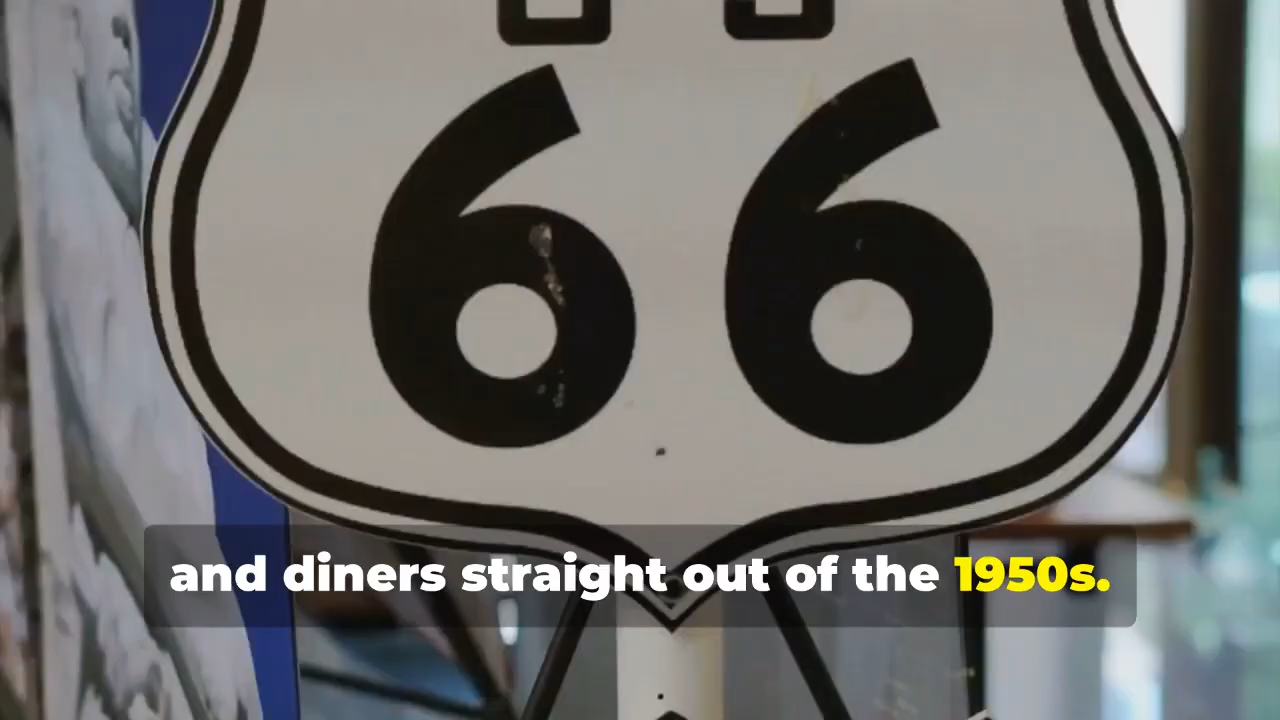 66
and diners straight out of the 1950s.